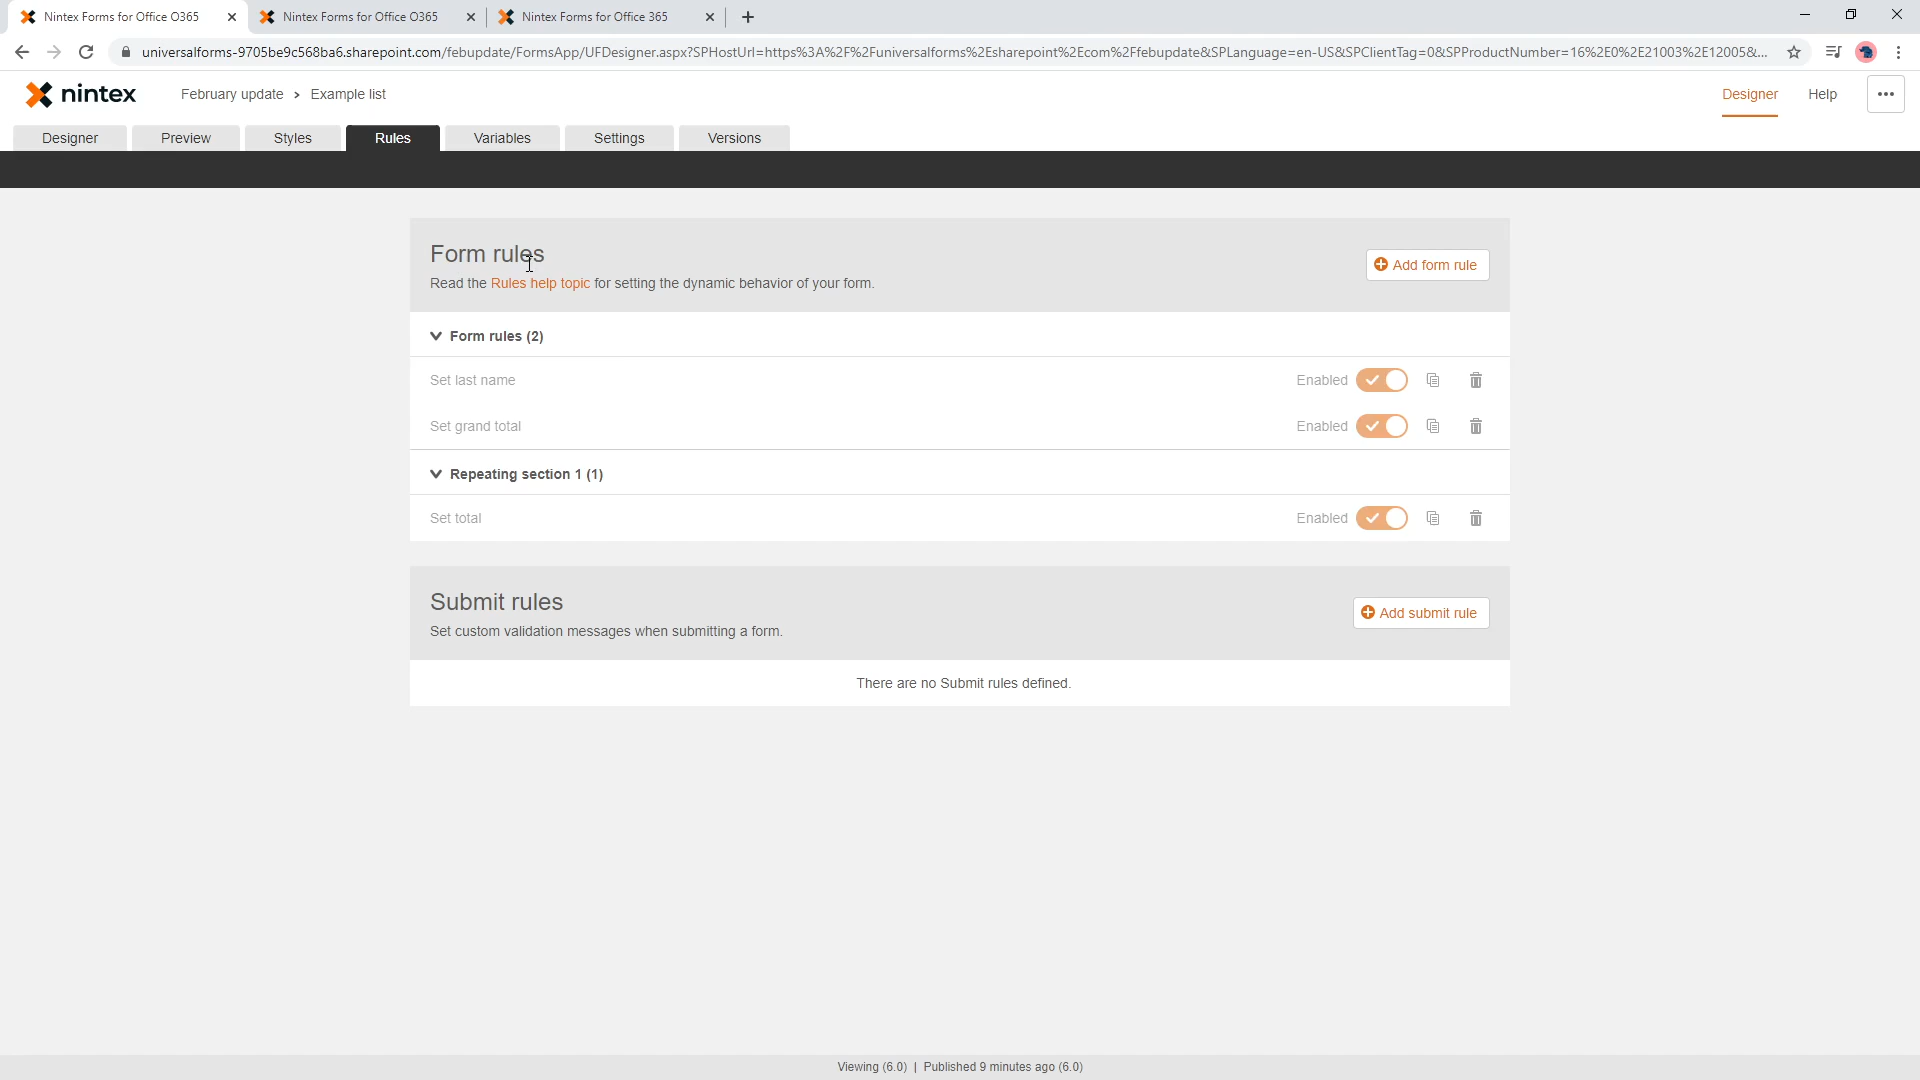 Nintex Forms for Office O365
Nintex Forms for Office O365
Nintex Forms for Office 365
universalforms-9705be9c568ba6.sharepoint.com/febupdate/FormsApp/UFDesigner.aspx?SPHostUrl=https%3A%2F%2Funiversalforms%2Esharepoint%2Ecom%2Ffebupdate&SPLanguage=en-US&SPClientTag=0&SPProductNumber=16%2E0%2E21003%2E12005&...
nintex
February update > Example list
Designer
Help
Designer
Preview
Styles
Rules
Variables
Settings
Versions
Form rules
Read the Rules help topic for setting the dynamic behavior of your form.
Add form rule
Form rules (2)
Set last name
Enabled
Set grand total
Enabled
Repeating section 1 (1)
Set total
Enabled
Submit rules
Set custom validation messages when submitting a form.
Add submit rule
There are no Submit rules defined.
Viewing (6.0) | Published 9 minutes ago (6.0)